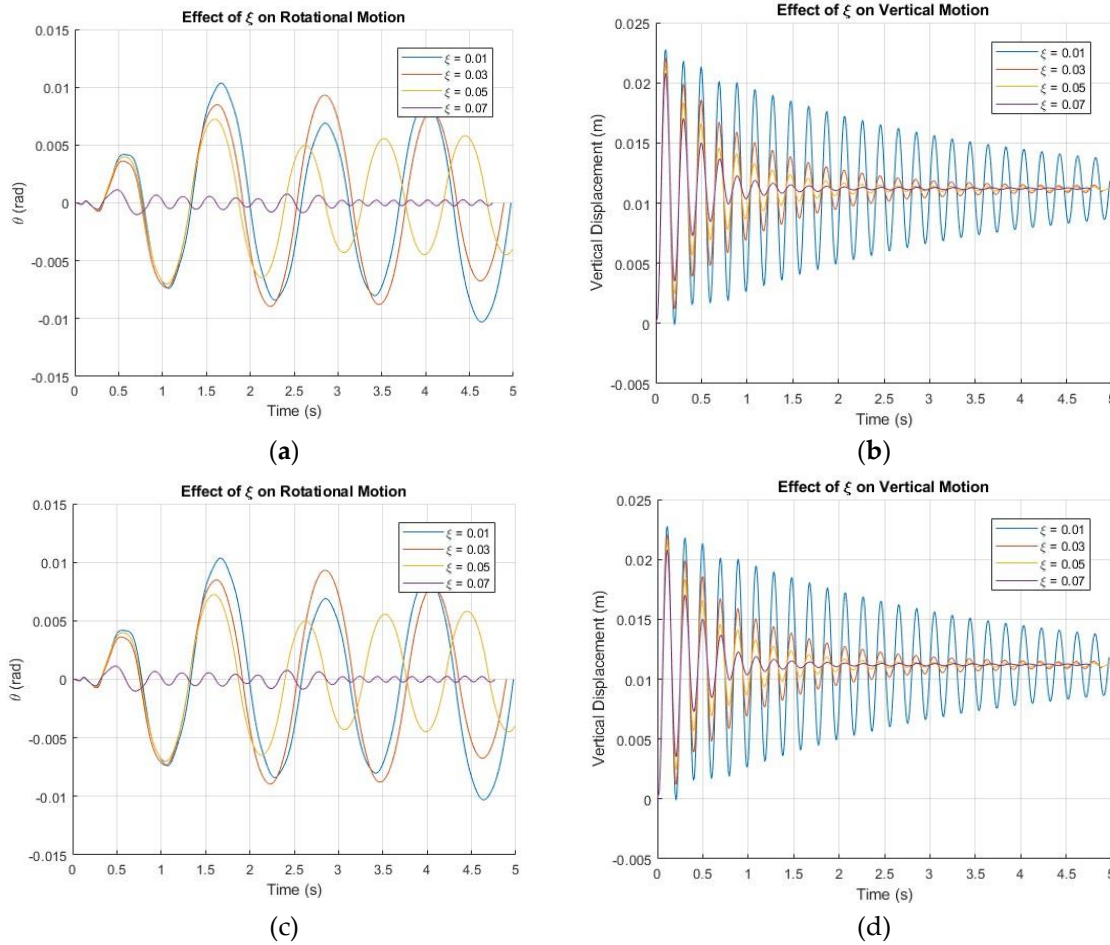 Effect of ξ on Rotational Motion
0.015
0.01
0.005
0
-0.005
-0.01
-0.015
θ (rad)
ξ = 0.01
ξ = 0.03
ξ = 0.05
ξ = 0.07
0 0.5 1 1.5 2 2.5 3 3.5 4 4.5 5
Time (s)
(a)
Effect of ξ on Vertical Motion
0.025
0.02
0.015
0.01
0.005
0
-0.005
Vertical Displacement (m)
ξ = 0.01
ξ = 0.03
ξ = 0.05
ξ = 0.07
0 0.5 1 1.5 2 2.5 3 3.5 4 4.5 5
Time (s)
(b)
Effect of ξ on Rotational Motion
0.015
0.01
0.005
0
-0.005
-0.01
-0.015
θ (rad)
ξ = 0.01
ξ = 0.03
ξ = 0.05
ξ = 0.07
0 0.5 1 1.5 2 2.5 3 3.5 4 4.5 5
Time (s)
(c)
Effect of ξ on Vertical Motion
0.025
0.02
0.015
0.01
0.005
0
-0.005
Vertical Displacement (m)
ξ = 0.01
ξ = 0.03
ξ = 0.05
ξ = 0.07
0 0.5 1 1.5 2 2.5 3 3.5 4 4.5 5
Time (s)
(d)